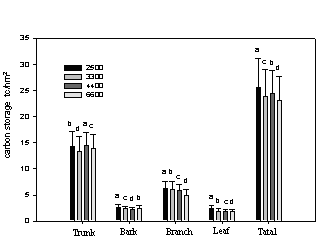 35
30
25
20
15
10
5
0
carbon storage tc/hm²
2500
3300
4400
6600
b d a c
a c d b
a b c d
a b c d
a c b d
Trunk Bark Branch Leaf Tatal